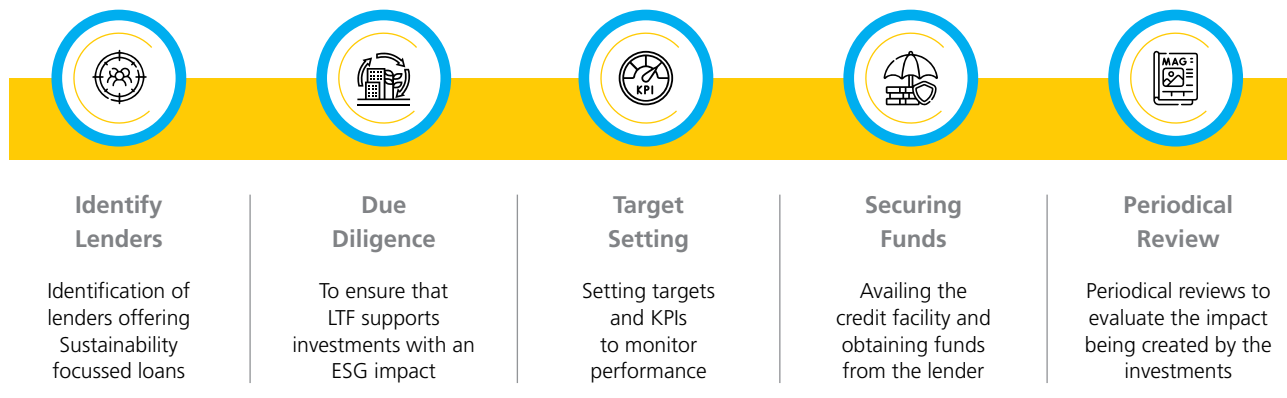 KPI
MAG
Identify
Lenders
Identification of
lenders offering
Sustainability
focussed loans
Due
Diligence
To ensure that
LTF supports
investments with an
ESG impact
Target
Setting
Setting targets
and KPIs
to monitor
performance
Securing
Funds
Availing the
credit facility and
obtaining funds
from the lender
Periodical
Review
Periodical reviews to
evaluate the impact
being created by the
investments